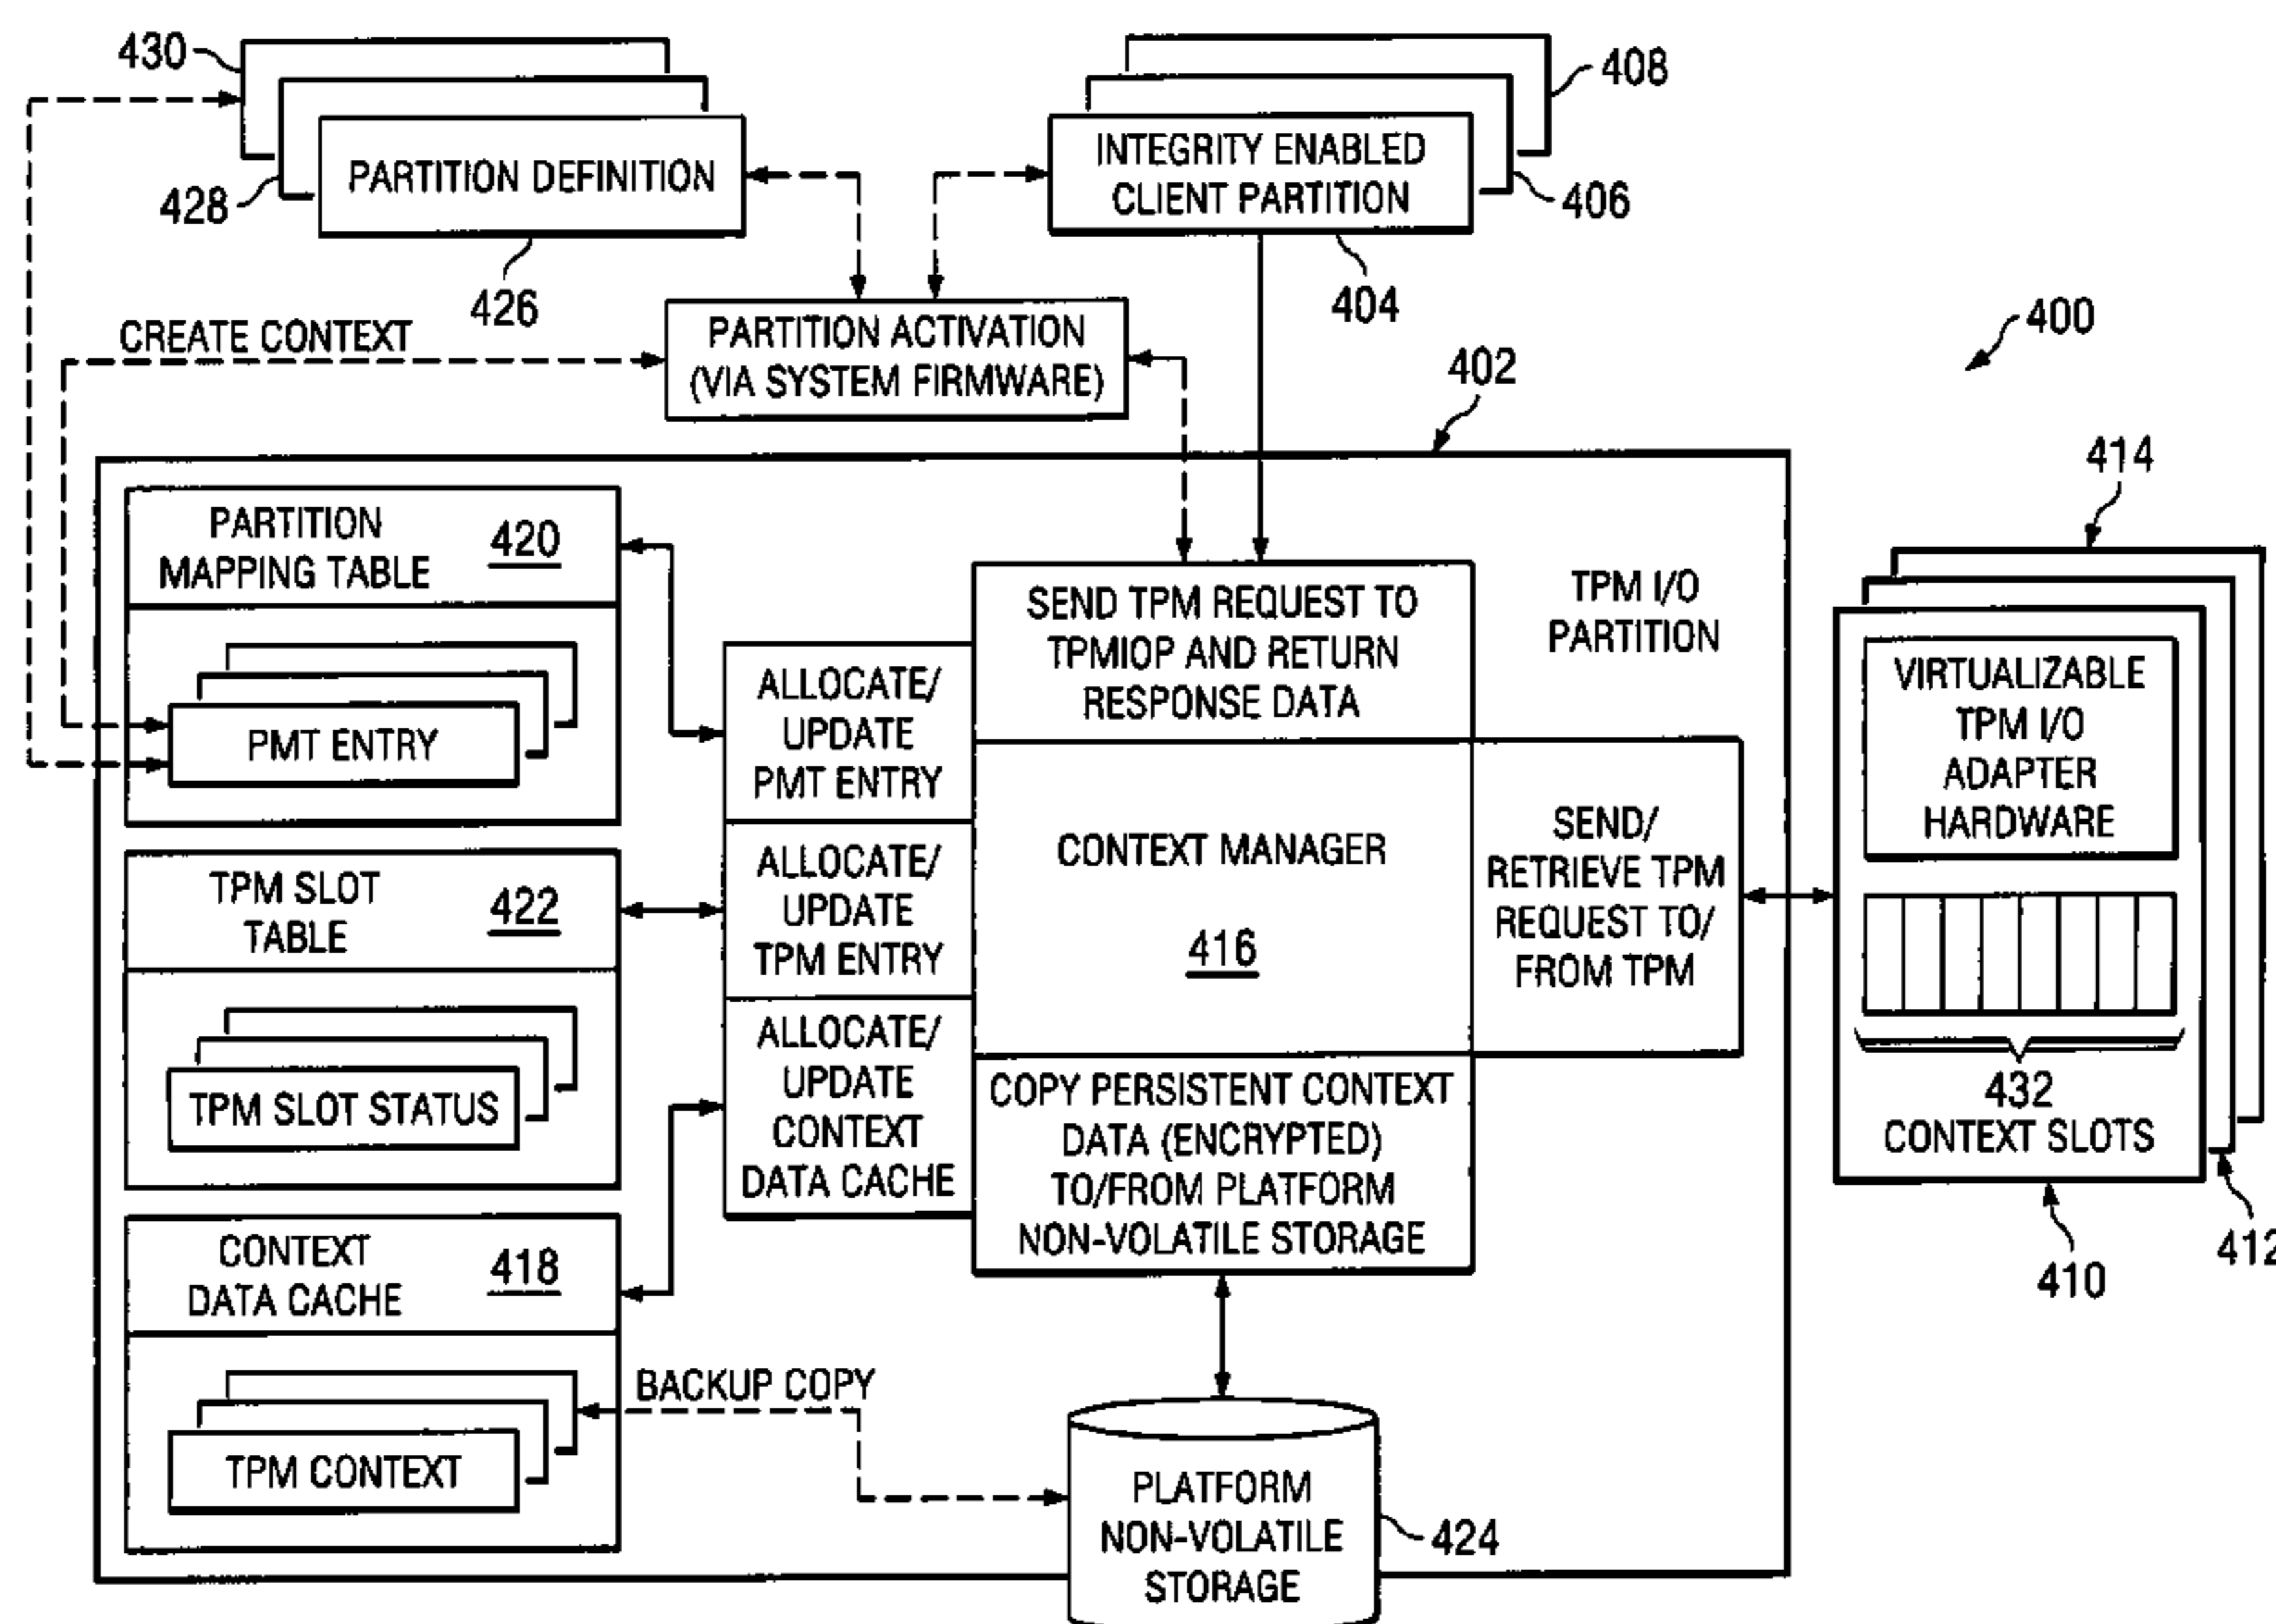 430
428
PARTITION DEFINITION
426
INTEGRITY ENABLED
CLIENT PARTITION
408
406
404
CREATE CONTEXT
PARTITION ACTIVATION
(VIA SYSTEM FIRMWARE)
402
400
PARTITION
MAPPING TABLE
420
PMT ENTRY
TPM SLOT
TABLE
422
TPM SLOT STATUS
CONTEXT
DATA CACHE
418
TPM CONTEXT
BACKUP COPY
ALLOCATE/
UPDATE
PMT ENTRY
ALLOCATE/
UPDATE
TPM ENTRY
ALLOCATE/
UPDATE
CONTEXT
DATA CACHE
SEND TPM REQUEST TO
TPMIOP AND RETURN
RESPONSE DATA
CONTEXT MANAGER
416
COPY PERSISTENT CONTEXT
DATA (ENCRYPTED)
TO/FROM PLATFORM
NON-VOLATILE STORAGE
TPM I/O
PARTITION
SEND/
RETRIEVE TPM
REQUEST TO/
FROM TPM
PLATFORM
NON-VOLATILE
STORAGE
424
414
VIRTUALIZABLE
TPM I/O
ADAPTER
HARDWARE
432
CONTEXT SLOTS
410
412